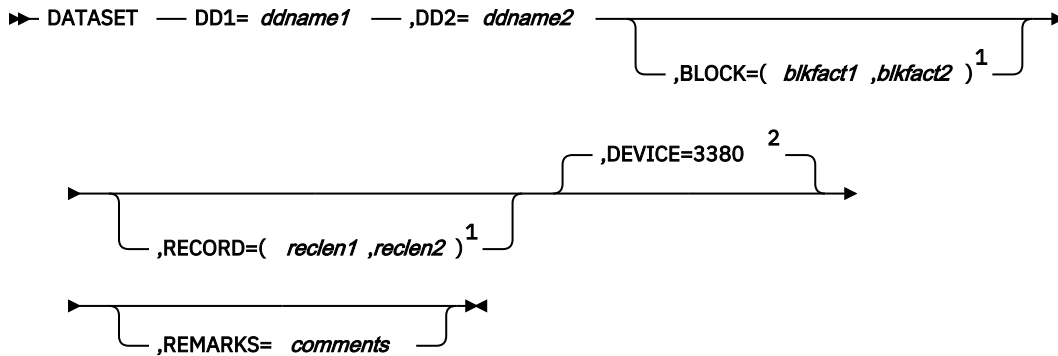 DATASET DD1= ddname1 ,DD2= ddname2
,BLOCK=( blkfact1 ,blkfact2 ) 1
,DEVICE=3380 2
,RECORD=( reclen1 ,reclen2 ) 1
,REMARKS= comments